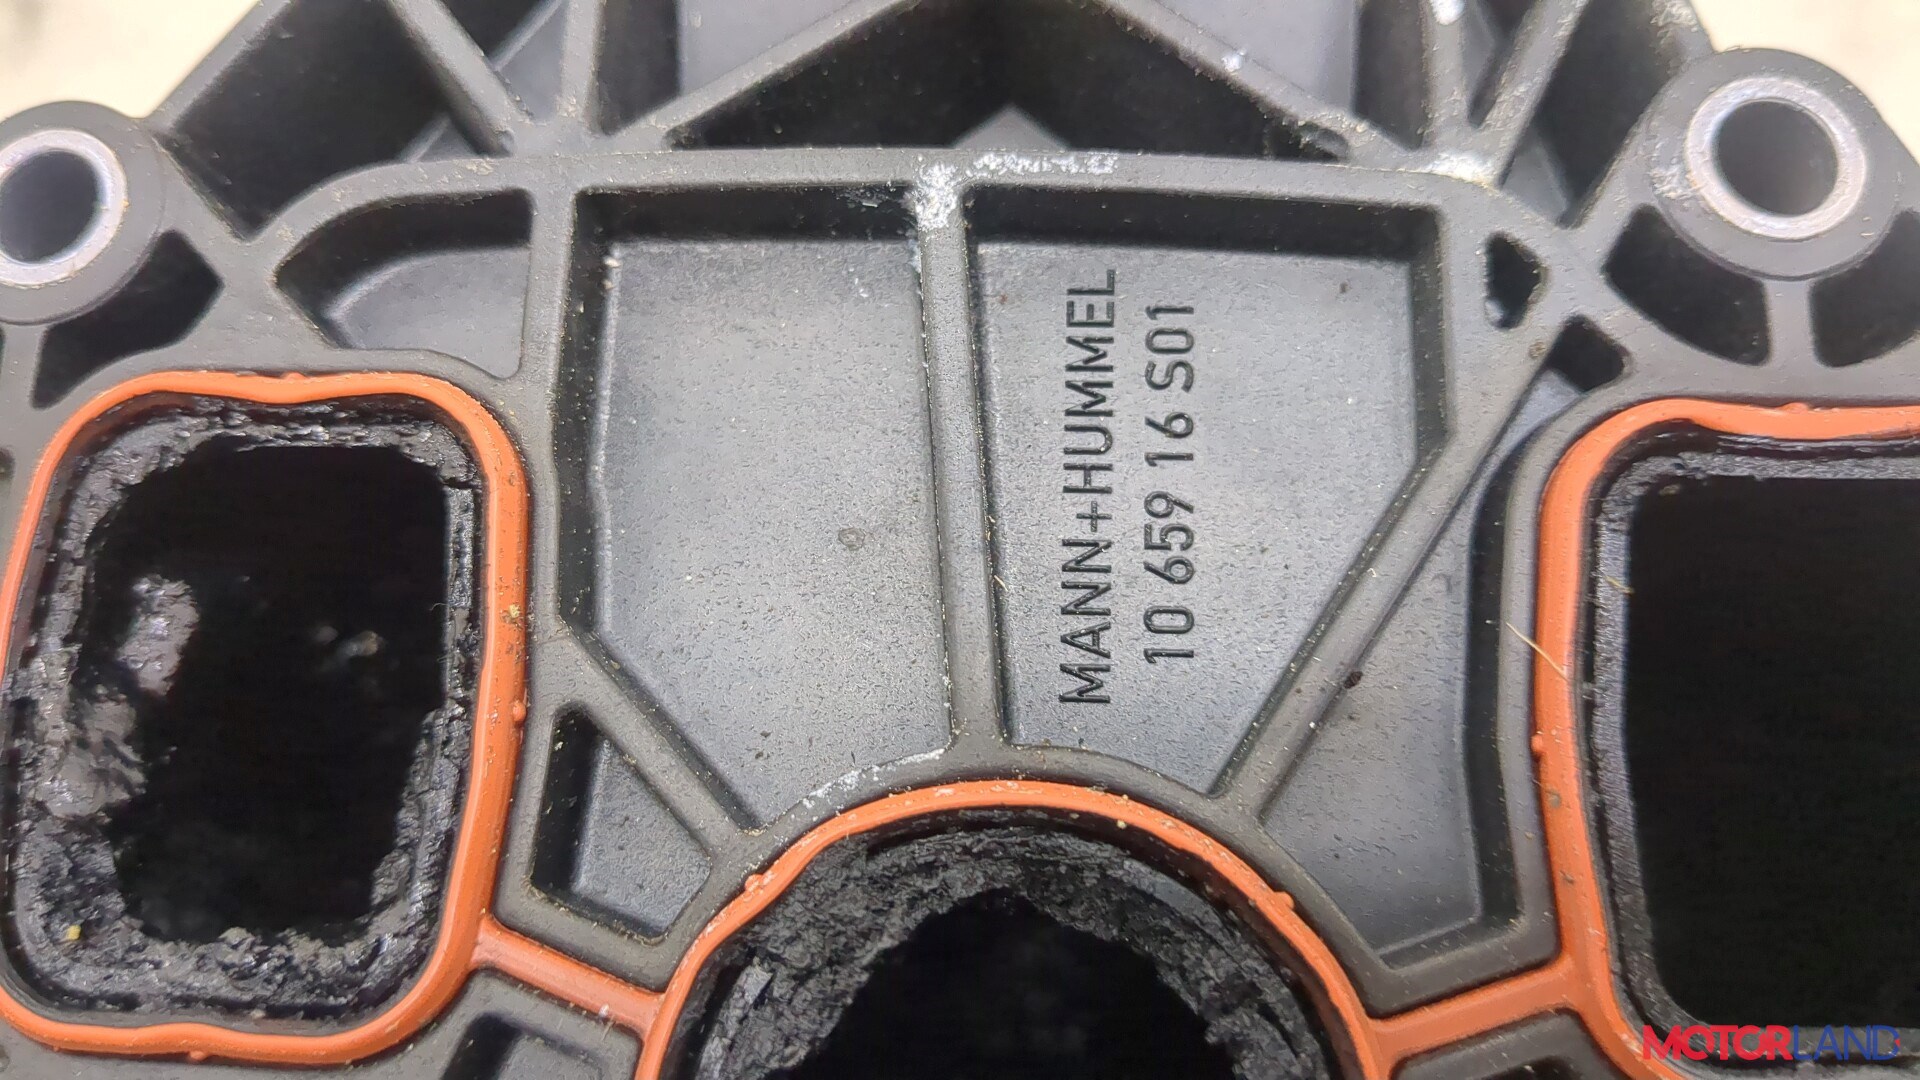 MANN+HUMMEL
10 659 16 S01
MOTORLAND